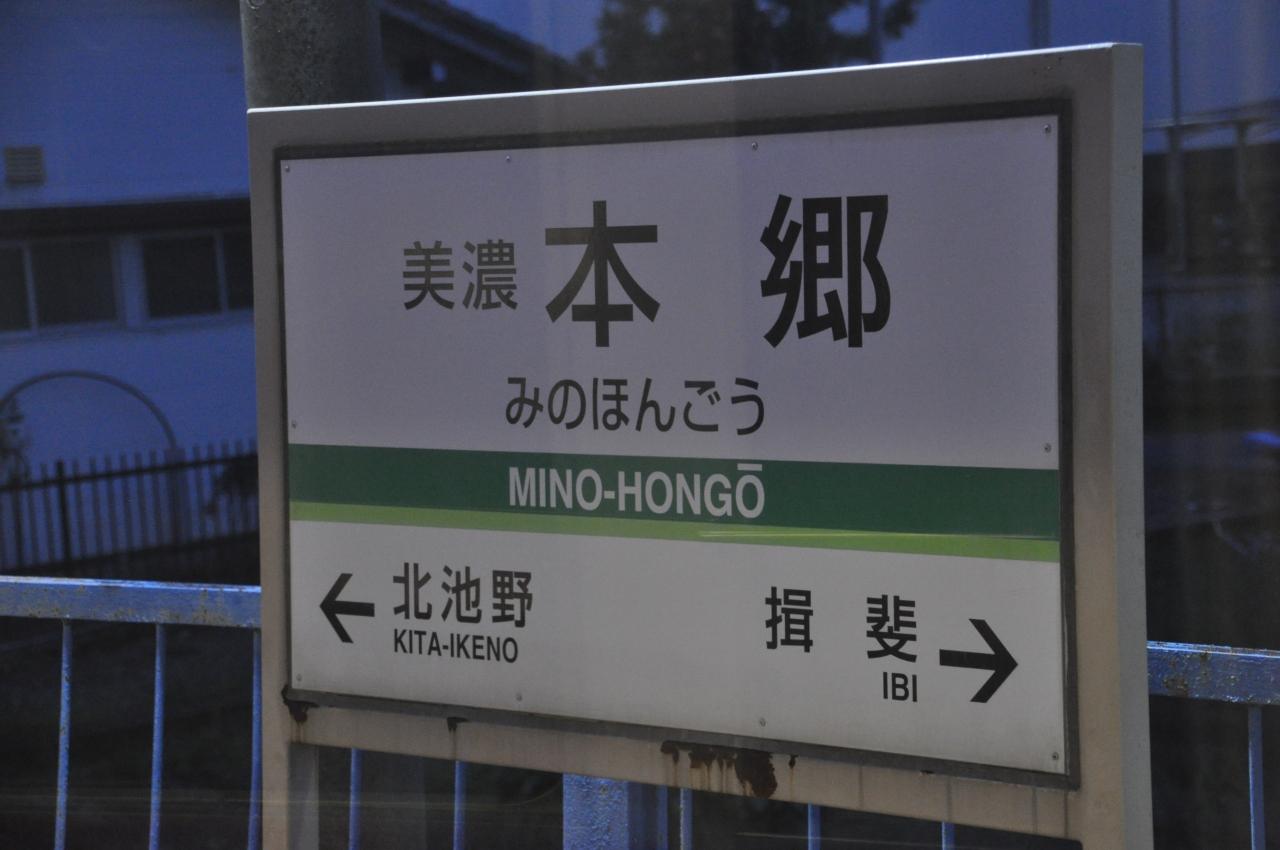 美濃 本郷
みのほんごう
MINO-HONGŌ
← 北池野 揖斐 →
KITA-IKENO IBI